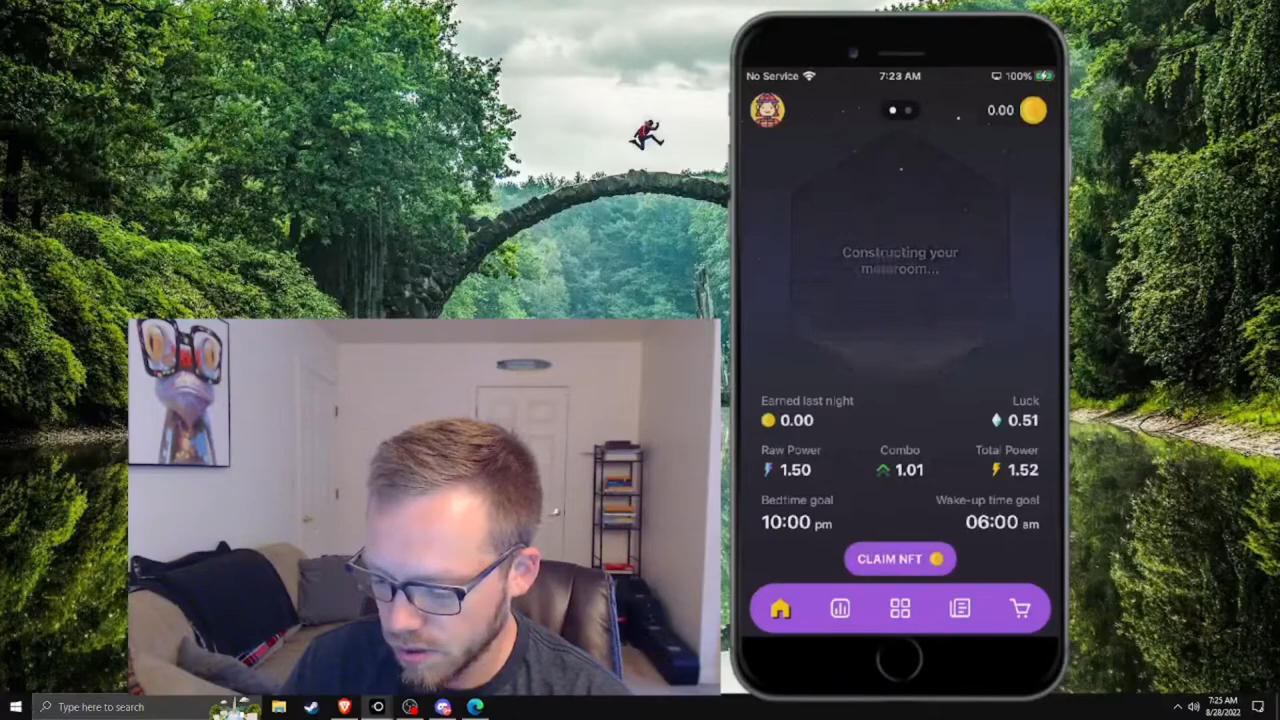 No Service
7:23 AM
100%
0.00
Constructing your
Earned last night
Luck
0.00
0.51
Raw Power
Combo
Total Power
1.50
1.01
1.52
Bedtime goal
Wake-up time goal
10:00 pm
06:00 am
CLAIM NFT
Type here to search
7:25 AM
8/28/2022